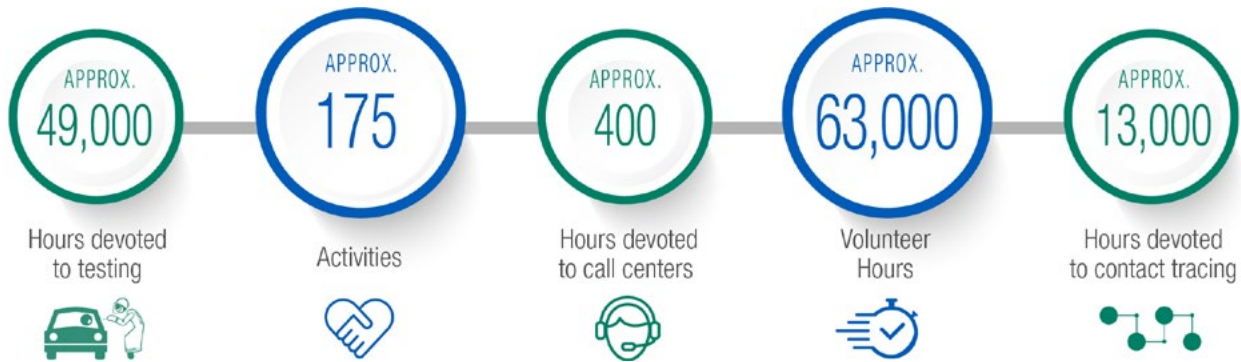 APPROX.
49,000
Hours devoted
to testing
APPROX.
175
Activities
APPROX.
400
Hours devoted
to call centers
APPROX.
63,000
Volunteer
Hours
APPROX.
13,000
Hours devoted
to contact tracing